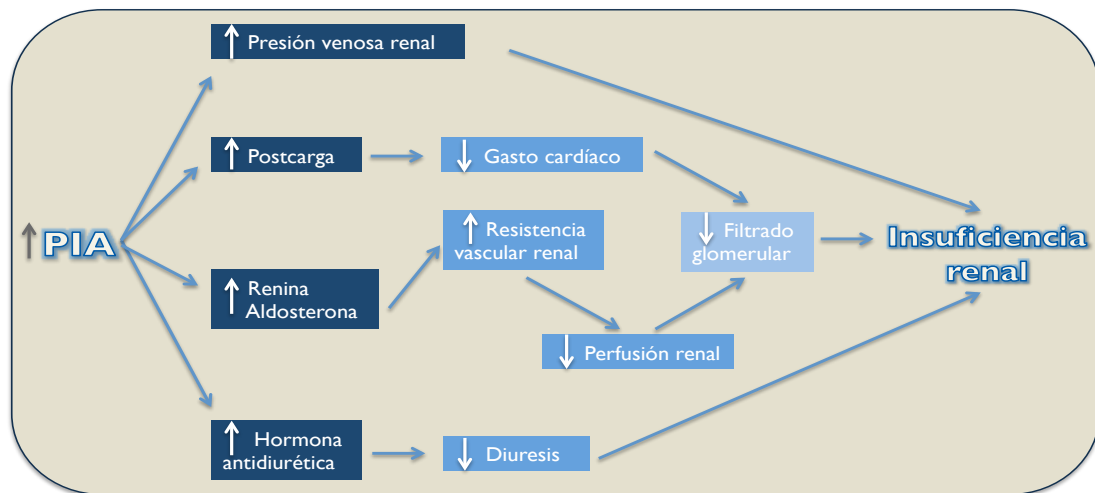 ↑ Presión venosa renal
↑ Postcarga
↓ Gasto cardíaco
↑ PIA
↑ Resistencia
vascular renal
↓ Filtrado
glomerular
Insuficiencia
renal
↑ Renina
Aldosterona
↓ Perfusión renal
↑ Hormona
antidiurética
↓ Diuresis